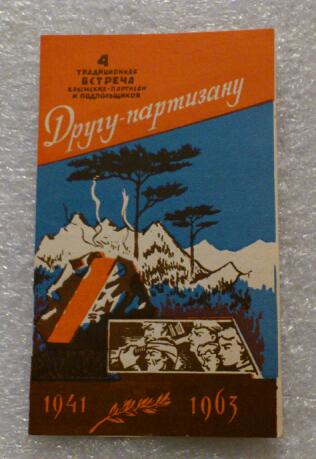 4
ТРАДИЦИОННАЯ
ВСТРЕЧА
КРЫМСКИХ-ПАРТИЗАН
И ПОДПОЛЬЩИКОВ
Другу-партизану
1941 1963